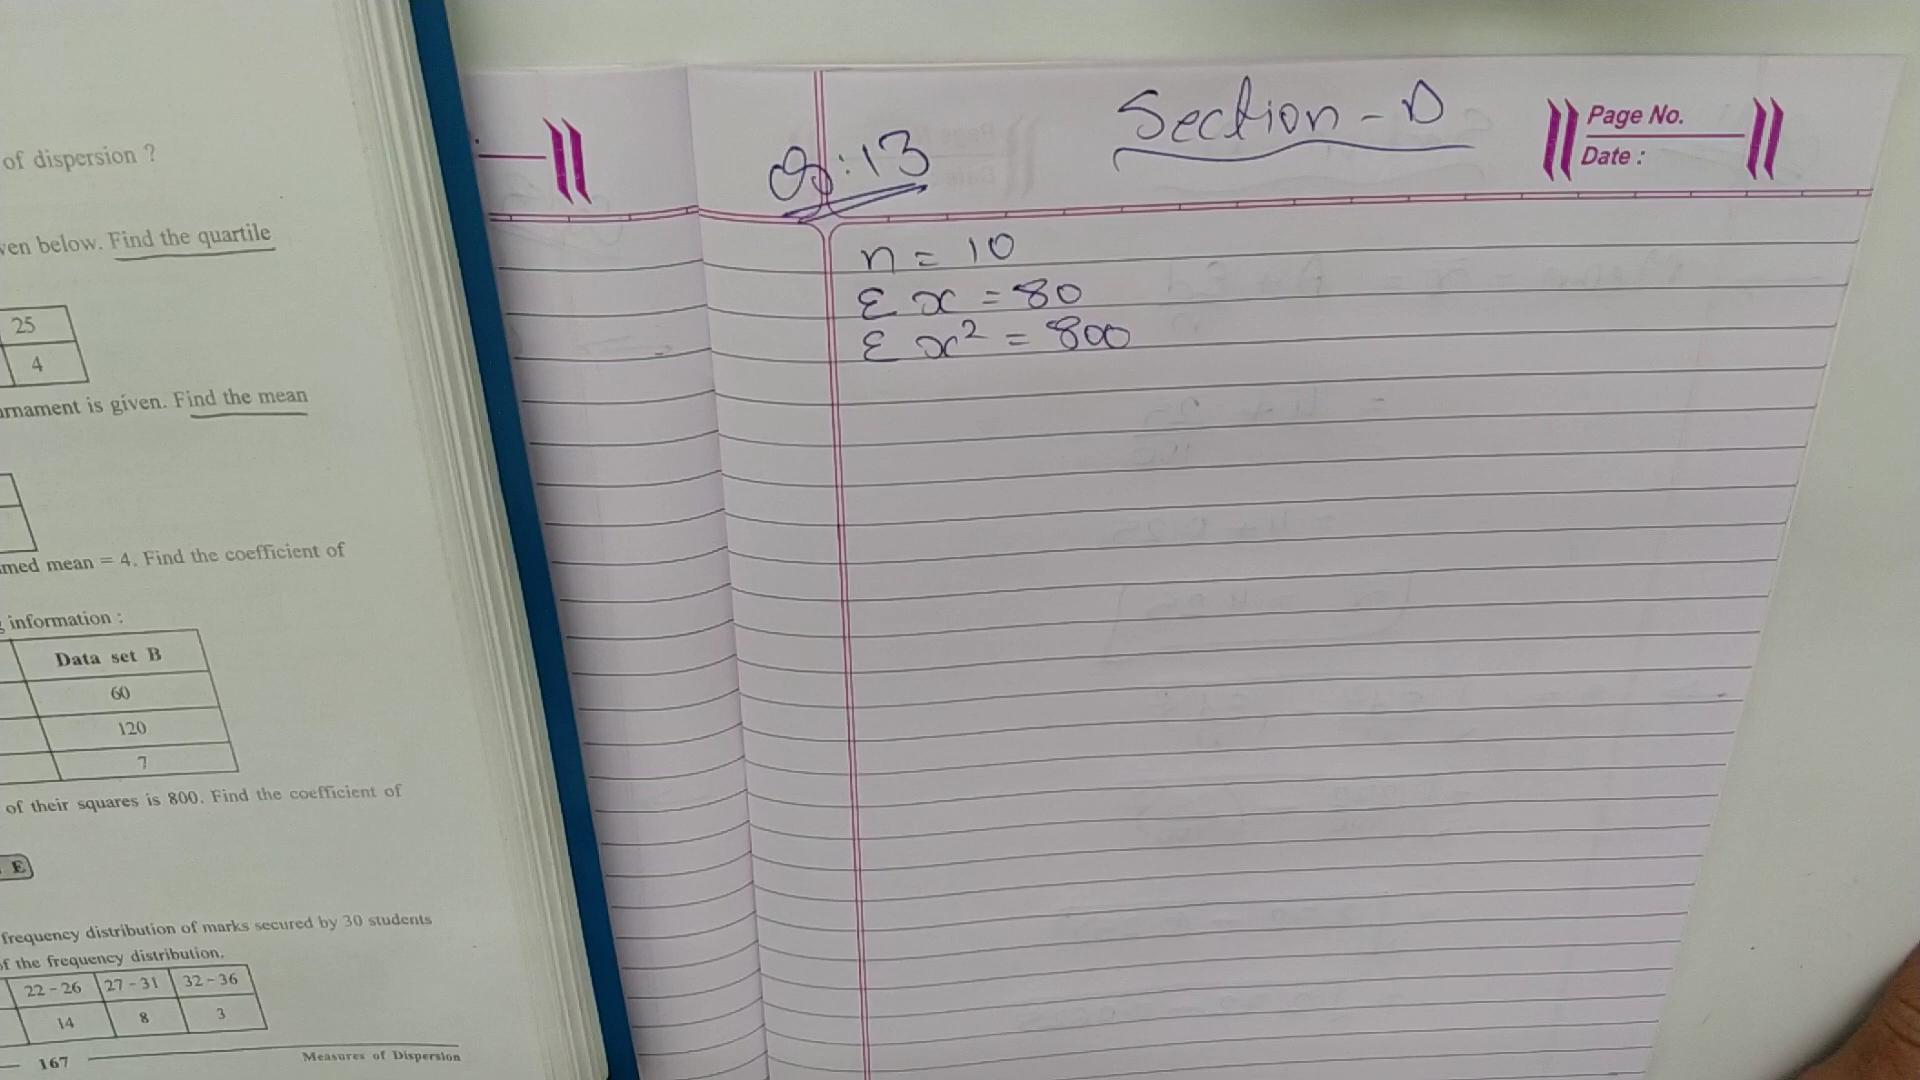 of dispersion ?
ven below. Find the quartile
25
4
rnament is given. Find the mean
med mean = 4. Find the coefficient of
information :
Data set B
60
120
7
of their squares is 800. Find the coefficient of
E
frequency distribution of marks secured by 30 students
of the frequency distribution.
22 - 26 27 - 31 32 - 36
14 8 3
167 Measures of Dispersion
Section - D
Page No.
Date :
Q:13
n = 10
Σ x = 80
Σ x² = 800